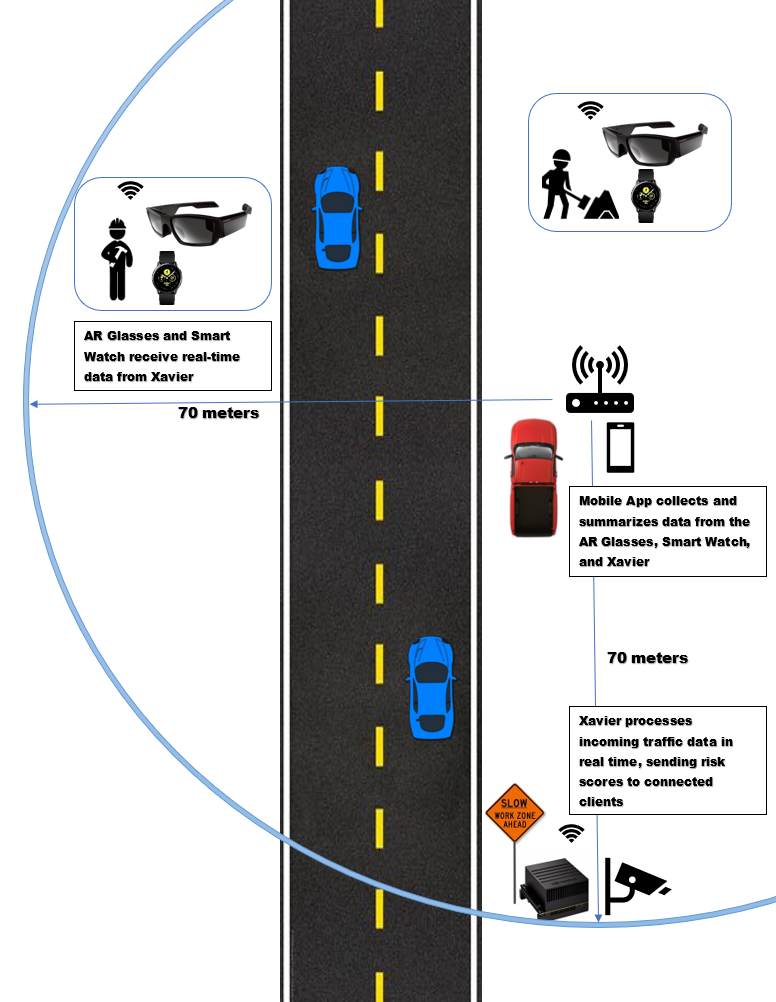 AR Glasses and Smart
Watch receive real-time
data from Xavier
70 meters
Mobile App collects and
summarizes data from the
AR Glasses, Smart Watch,
and Xavier
70 meters
Xavier processes
incoming traffic data in
real time, sending risk
scores to connected
clients
SLOW
WORK ZONE
AHEAD